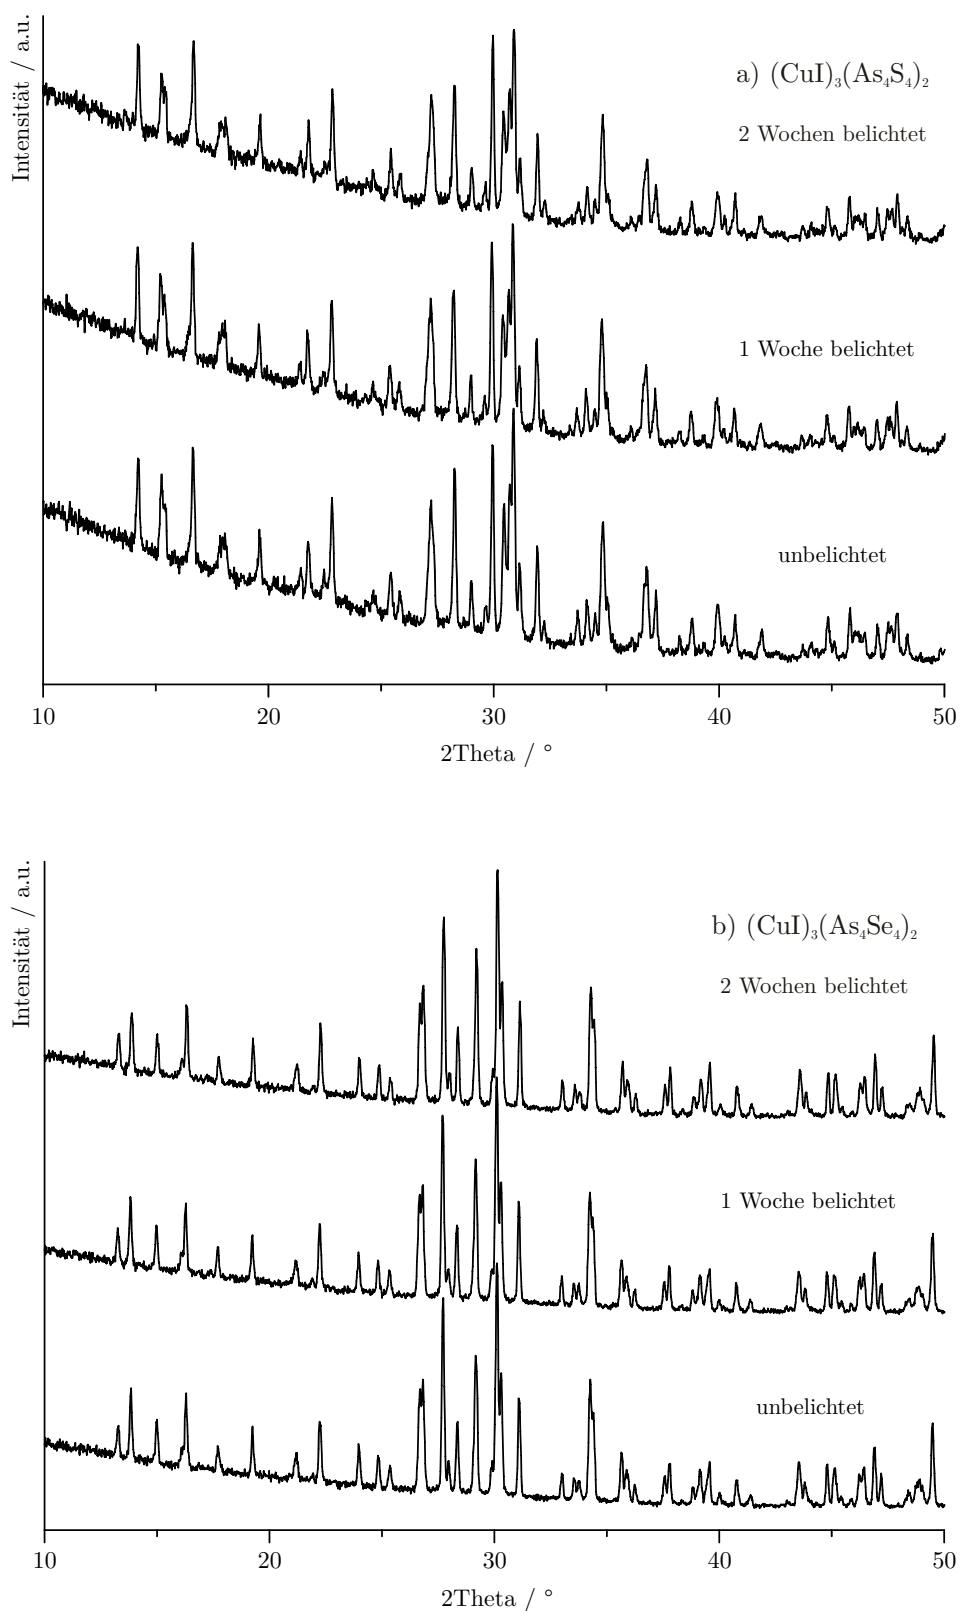 Intensität / a.u.
a) (CuI)₃(As₄S₄)₂
2 Wochen belichtet
1 Woche belichtet
unbelichtet
10 20 30 40 50
2Theta / °
Intensität / a.u.
b) (CuI)₃(As₄Se₄)₂
2 Wochen belichtet
1 Woche belichtet
unbelichtet
10 20 30 40 50
2Theta / °